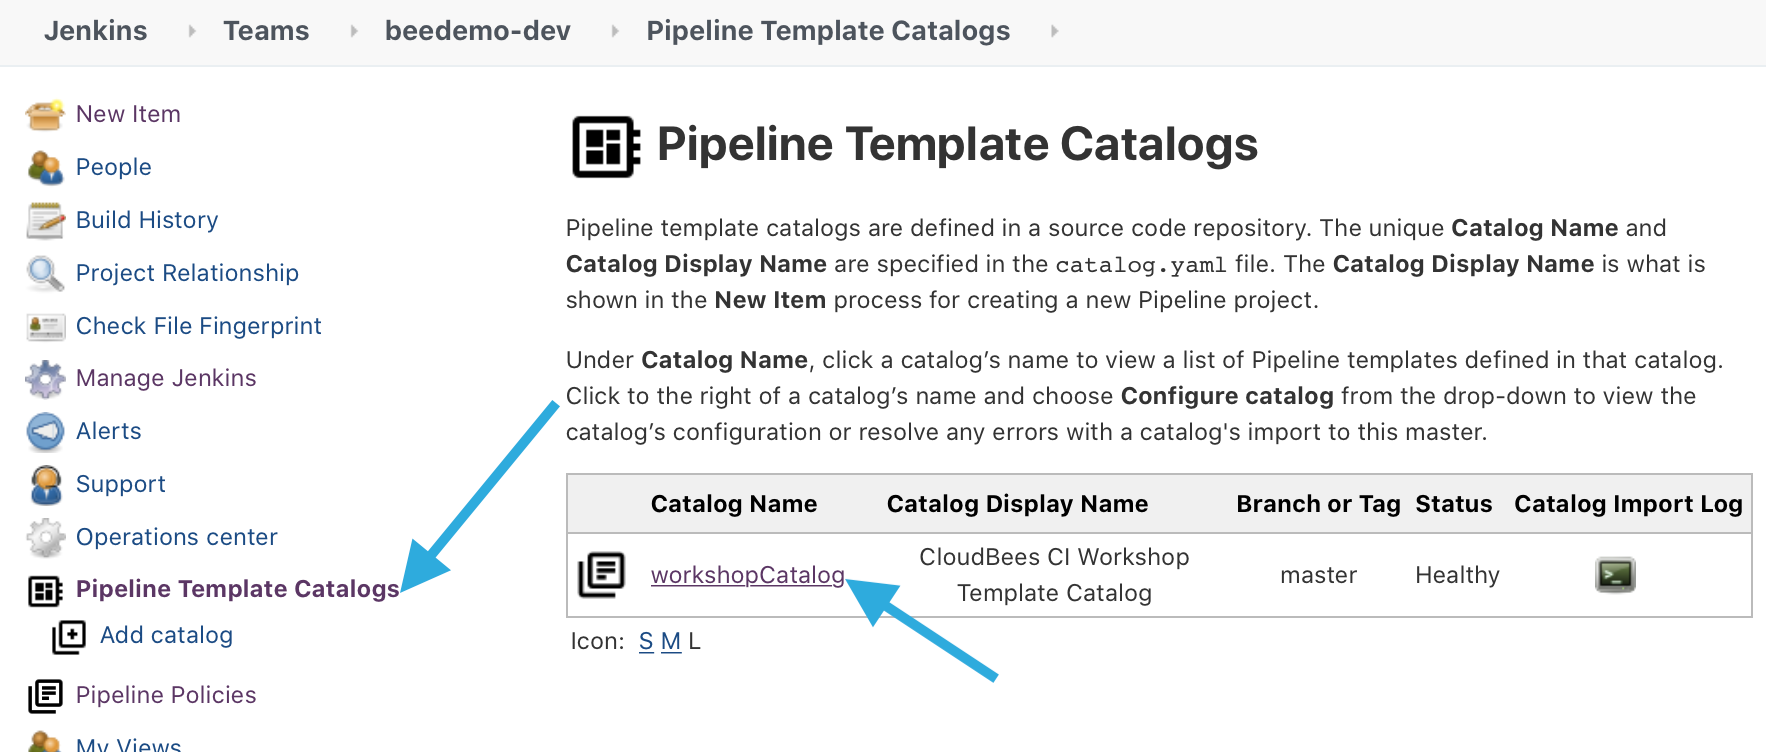 Jenkins Teams beedemo-dev Pipeline Template Catalogs
New Item
People
Build History
Project Relationship
Check File Fingerprint
Manage Jenkins
Alerts
Support
Operations center
Pipeline Template Catalogs
Add catalog
Pipeline Policies
My Views
Pipeline Template Catalogs
Pipeline template catalogs are defined in a source code repository. The unique Catalog Name and
Catalog Display Name are specified in the catalog.yaml file. The Catalog Display Name is what is
shown in the New Item process for creating a new Pipeline project.
Under Catalog Name, click a catalog’s name to view a list of Pipeline templates defined in that catalog.
Click to the right of a catalog’s name and choose Configure catalog from the drop-down to view the
catalog’s configuration or resolve any errors with a catalog's import to this master.
Catalog Name Catalog Display Name Branch or Tag Status Catalog Import Log
workshopCatalog CloudBees CI Workshop Template Catalog master Healthy
Icon: S M L